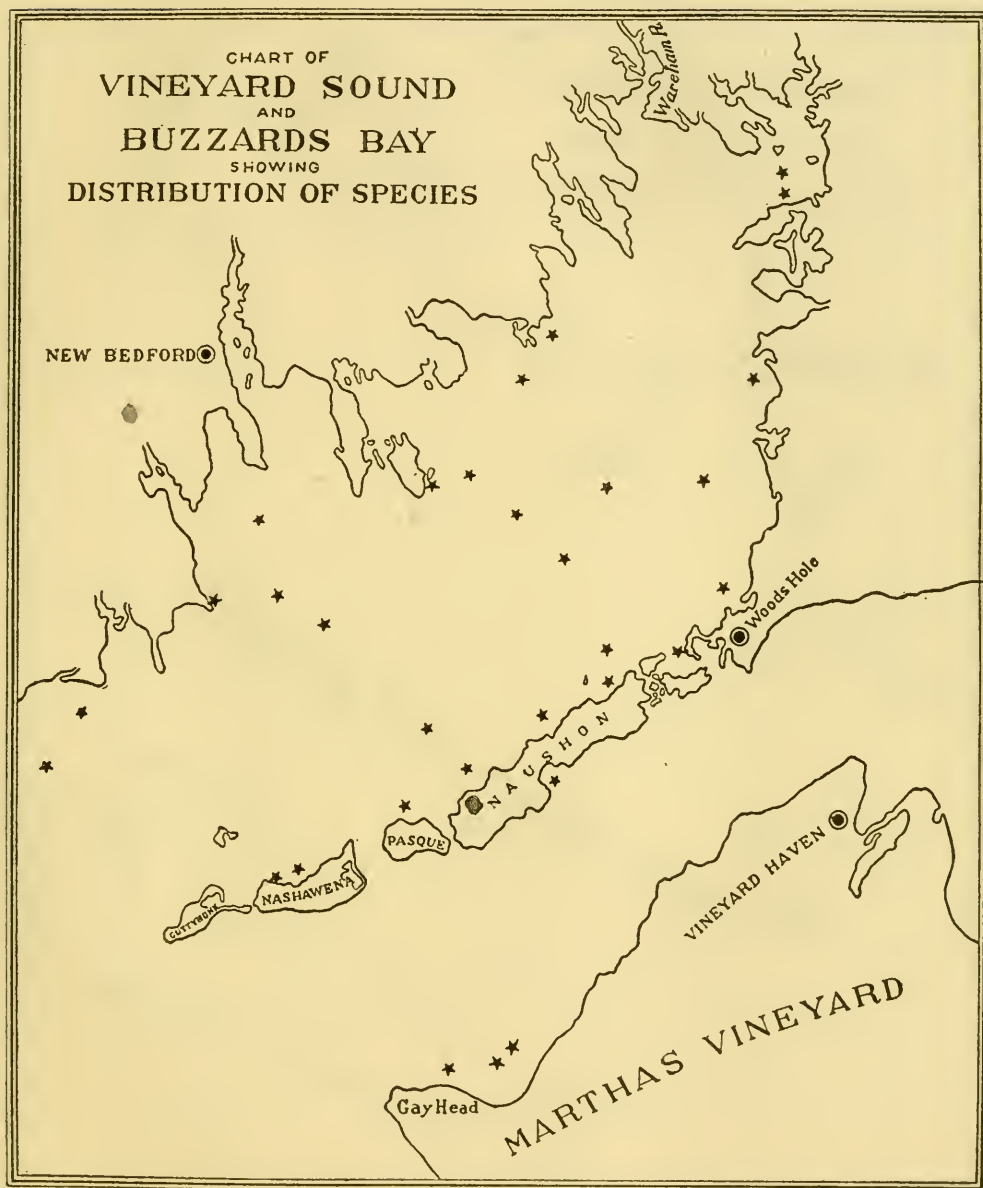 CHART OF
VINEYARD SOUND
AND
BUZZARDS BAY
SHOWING
DISTRIBUTION OF SPECIES
Wareham R.
NEW BEDFORD
Woods Hole
NAUSHON
PASQUE
NASHAWENA
CUTTYHUNK
VINEYARD HAVEN
MARTHAS VINEYARD
Gay Head